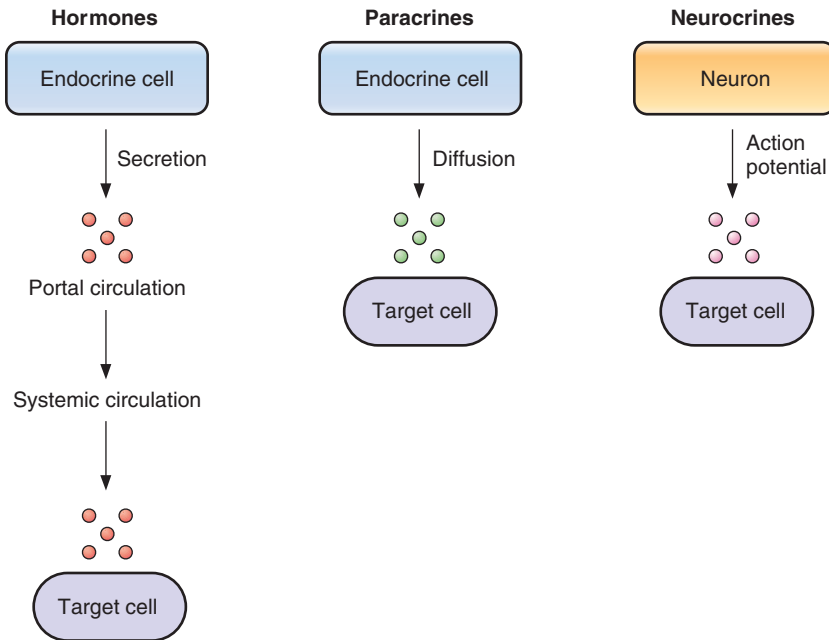 Hormones
Endocrine cell
Secretion
Portal circulation
Systemic circulation
Target cell
Paracrines
Endocrine cell
Diffusion
Target cell
Neurocrines
Neuron
Action
potential
Target cell